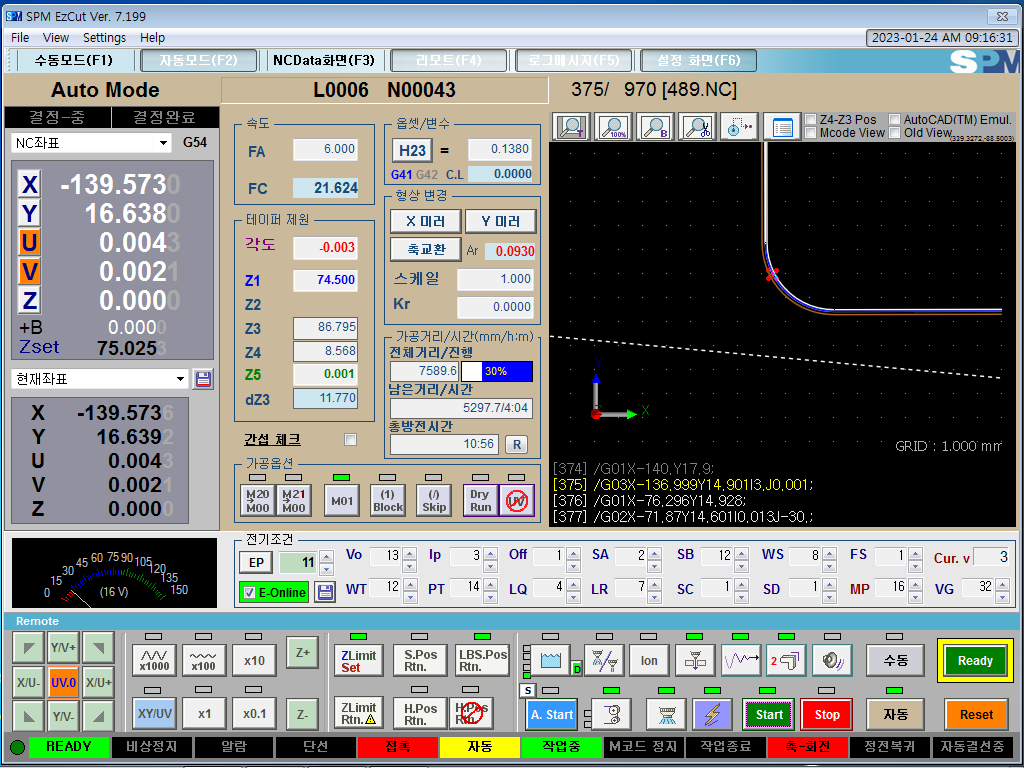 SPM EzCut Ver. 7.199
File View Settings Help
2023-01-24 AM 09:16:31
수동모드(F1) 자동모드(F2) NCData화면(F3) 리모트(F4) 로그메시지(F5) 설정 화면(F6) SPM
Auto Mode L0006 N00043 375/ 970 [489.NC]
결정-중 결정완료
NC좌표 G54
X -139.5730
Y 16.6380
U 0.0043
V 0.0021
Z 0.0000
+B 0.0000
Zset 75.0253
현재좌표
X -139.5736
Y 16.6392
U 0.0043
V 0.0021
Z 0.0000
속도
FA 6.000
FC 21.624
테이퍼 제원
각도 -0.003
Z1 74.500
Z2
Z3 86.795
Z4 8.568
Z5 0.001
dZ3 11.770
간섭 체크
옵셋/변수
H23 = 0.1380
G41 G42 C.L 0.0000
형상 변경
X 미러 Y 미러
축교환 Ar 0.0930
스케일 1.000
Kr 0.0000
가공거리/시간(mm/h:m)
전체거리/진행
7589.6 30%
남은거리/시간
5297.7/4:04
총방전시간
10:56 R
가공옵션
M20 M00 M21 M00 M01 (1) Block (/) Skip Dry Run UV
T 100% B
Z4-Z3 Pos AutoCAD(TM) Emul.
Mcode View Old View
(339.3272,-88.5003)
Y
X
GRID : 1.000 mm
[374] /G01X-140,Y17,9;
[375] /G03X-136,999Y14,901I3,J0,001;
[376] /G01X-76,296Y14,928;
[377] /G02X-71,87Y14,601I0,013J-30,;
0 15 30 45 60 75 90 105 120 135 150
(16 V)
전기조건
EP 11 Vo 13 Ip 3 Off 1 SA 2 SB 12 WS 8 FS 1 Cur. v 3
E-Online WT 12 PT 14 LQ 4 LR 7 SC 1 SD 1 MP 16 VG 32
Remote
Y/V+ x1000 x100 x10 Z+ ZLimit Set S.Pos Rtn. LBS.Pos Rtn. D Ion 2 수동 Ready
X/U- UV.0 X/U+
S
Y/V- XY/UV x1 x0.1 Z- ZLimit Rtn. H.Pos Rtn. H.Pos Rtn. A. Start Start Stop 자동 Reset
READY 비상정지 알람 단선 접촉 자동 작업중 M코드 정지 작업종료 축-회전 정전복귀 자동결선중